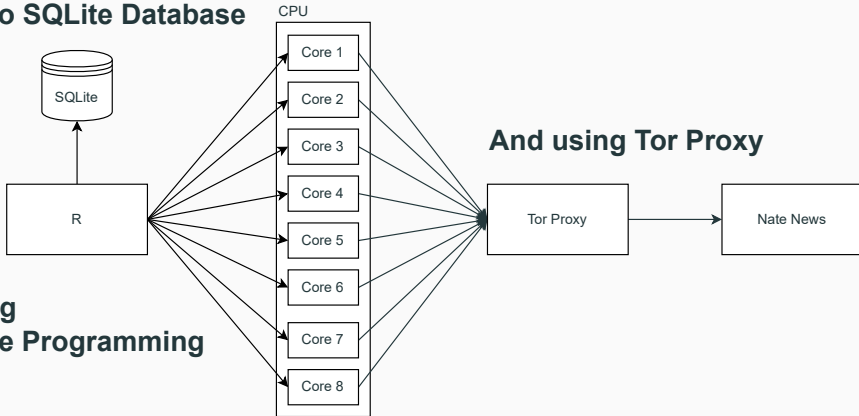 o SQLite Database
CPU
SQLite
R
Core 1
Core 2
Core 3
Core 4
Core 5
Core 6
Core 7
Core 8
And using Tor Proxy
Tor Proxy
Nate News
g
e Programming